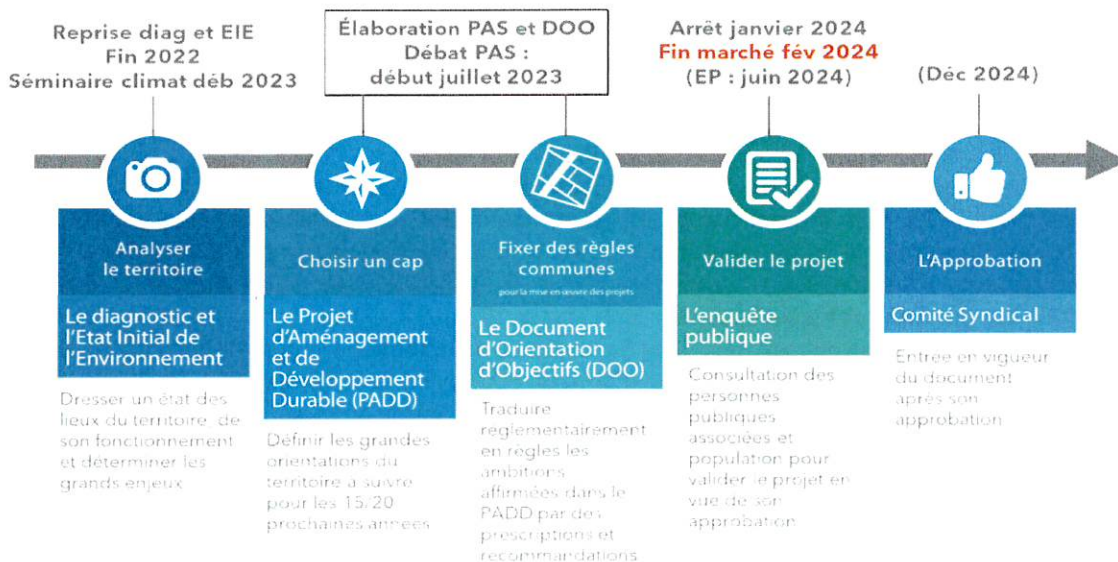 Reprise diag et EIE
Fin 2022
Séminaire climat déb 2023
Élaboration PAS et DOO
Débat PAS :
début juillet 2023
Arrêt janvier 2024
Fin marché fév 2024
(EP : juin 2024)
(Déc 2024)
Analyser
le territoire
Le diagnostic et
l'Etat Initial de
l'Environnement
Dresser un état des
lieux du territoire, de
son fonctionnement
et déterminer les
grands enjeux
Choisir un cap
Le Projet
d'Aménagement
et de
Développement
Durable (PADD)
Définir les grandes
orientations du
territoire à suivre
pour les 15/20
prochaines années
Fixer des règles
communes
pour la mise en œuvre des projets
Le Document
d'Orientation
d'Objectifs (DOO)
Traduire
réglementairement
en règles les
ambitions
affirmées dans le
PADD par des
prescriptions et
recommandations
Valider le projet
L'enquête
publique
Consultation des
personnes
publiques
associées et
population pour
valider le projet en
vue de son
approbation
L'Approbation
Comité Syndical
Entrée en vigueur
du document
après son
approbation